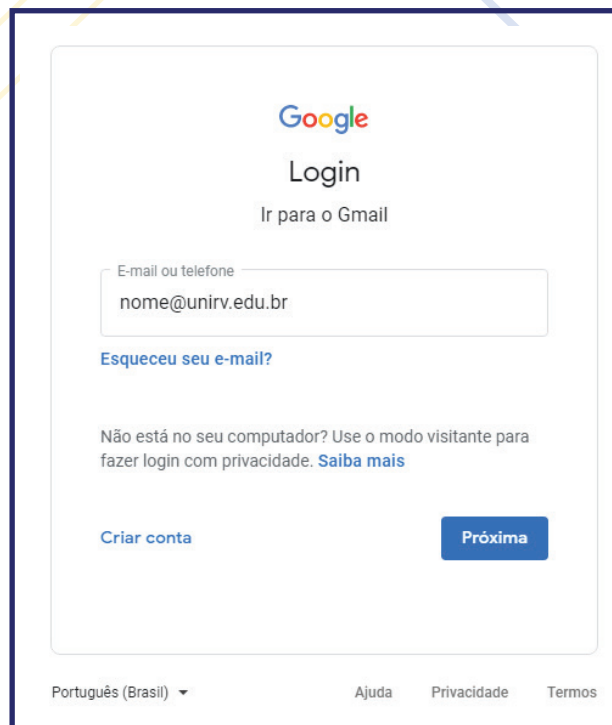 Google
Login
Ir para o Gmail
E-mail ou telefone
nome@unirv.edu.br
Esqueceu seu e-mail?
Não está no seu computador? Use o modo visitante para
fazer login com privacidade. Saiba mais
Criar conta
Próxima
Português (Brasil)
Ajuda
Privacidade
Termos